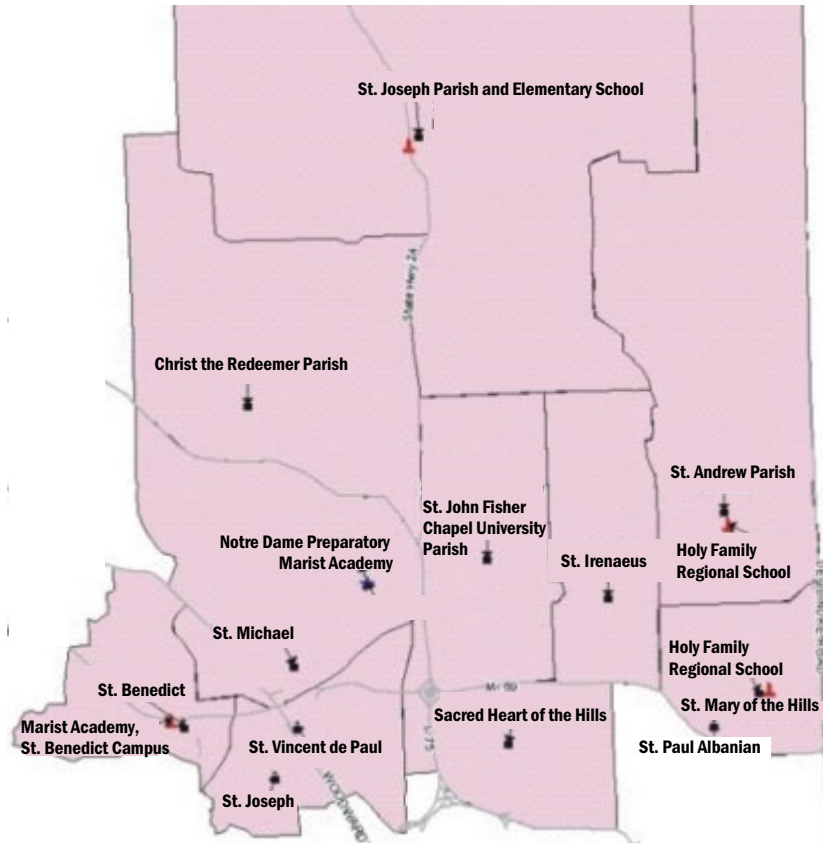 St. Joseph Parish and Elementary School
State Hwy 24
Christ the Redeemer Parish
St. Andrew Parish
St. John Fisher
Chapel University
Parish
Notre Dame Preparatory
Marist Academy
St. Irenaeus
Holy Family
Regional School
St. Michael
Holy Family
Regional School
St. Benedict
M- 59
St. Mary of the Hills
Sacred Heart of the Hills
Marist Academy,
St. Benedict Campus
St. Vincent de Paul
I-75
St. Paul Albanian
St. Joseph
WOODWARD